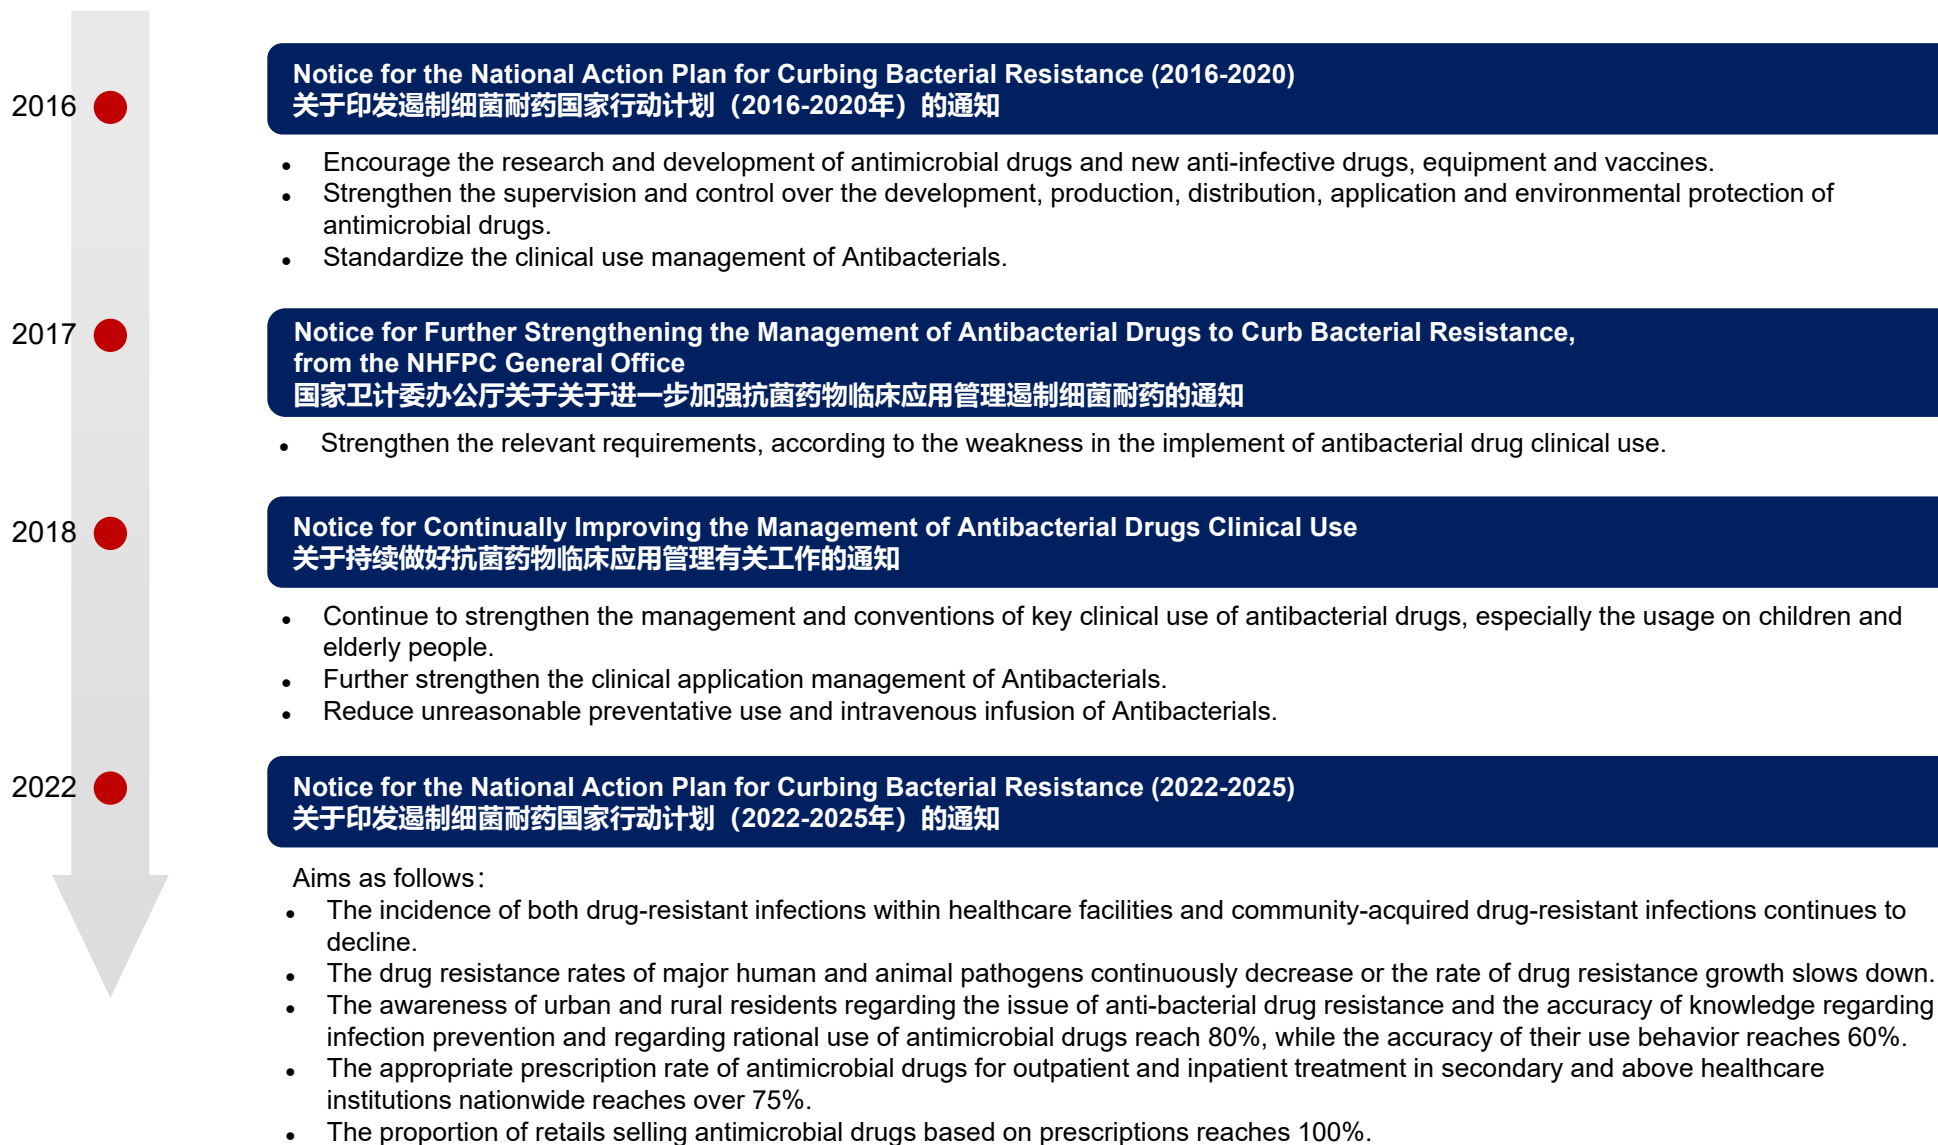 2016
Notice for the National Action Plan for Curbing Bacterial Resistance (2016-2020)
关于印发遏制细菌耐药国家行动计划（2016-2020年）的通知
• Encourage the research and development of antimicrobial drugs and new anti-infective drugs, equipment and vaccines.
• Strengthen the supervision and control over the development, production, distribution, application and environmental protection of
antimicrobial drugs.
• Standardize the clinical use management of Antibacterials.
2017
Notice for Further Strengthening the Management of Antibacterial Drugs to Curb Bacterial Resistance,
from the NHFPC General Office
国家卫计委办公厅关于关于进一步加强抗菌药物临床应用管理遏制细菌耐药的通知
• Strengthen the relevant requirements, according to the weakness in the implement of antibacterial drug clinical use.
2018
Notice for Continually Improving the Management of Antibacterial Drugs Clinical Use
关于持续做好抗菌药物临床应用管理有关工作的通知
• Continue to strengthen the management and conventions of key clinical use of antibacterial drugs, especially the usage on children and
elderly people.
• Further strengthen the clinical application management of Antibacterials.
• Reduce unreasonable preventative use and intravenous infusion of Antibacterials.
2022
Notice for the National Action Plan for Curbing Bacterial Resistance (2022-2025)
关于印发遏制细菌耐药国家行动计划（2022-2025年）的通知
Aims as follows：
• The incidence of both drug-resistant infections within healthcare facilities and community-acquired drug-resistant infections continues to
decline.
• The drug resistance rates of major human and animal pathogens continuously decrease or the rate of drug resistance growth slows down.
• The awareness of urban and rural residents regarding the issue of anti-bacterial drug resistance and the accuracy of knowledge regarding
infection prevention and regarding rational use of antimicrobial drugs reach 80%, while the accuracy of their use behavior reaches 60%.
• The appropriate prescription rate of antimicrobial drugs for outpatient and inpatient treatment in secondary and above healthcare
institutions nationwide reaches over 75%.
• The proportion of retails selling antimicrobial drugs based on prescriptions reaches 100%.